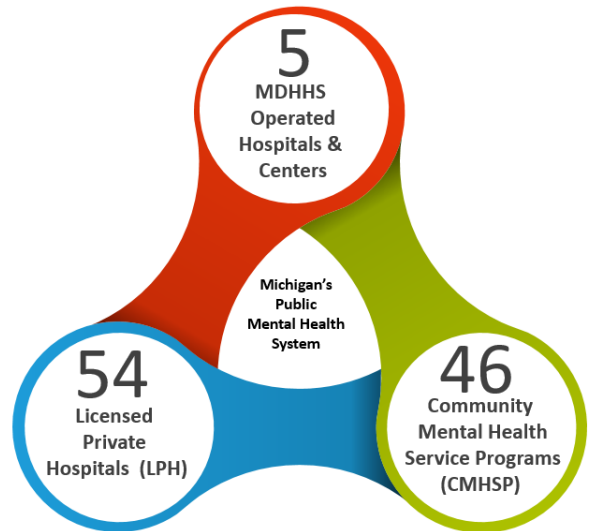 5
MDHHS
Operated
Hospitals &
Centers
Michigan's
Public
Mental Health
System
54
Licensed
Private
Hospitals (LPH)
46
Community
Mental Health
Service Programs
(CMHSP)